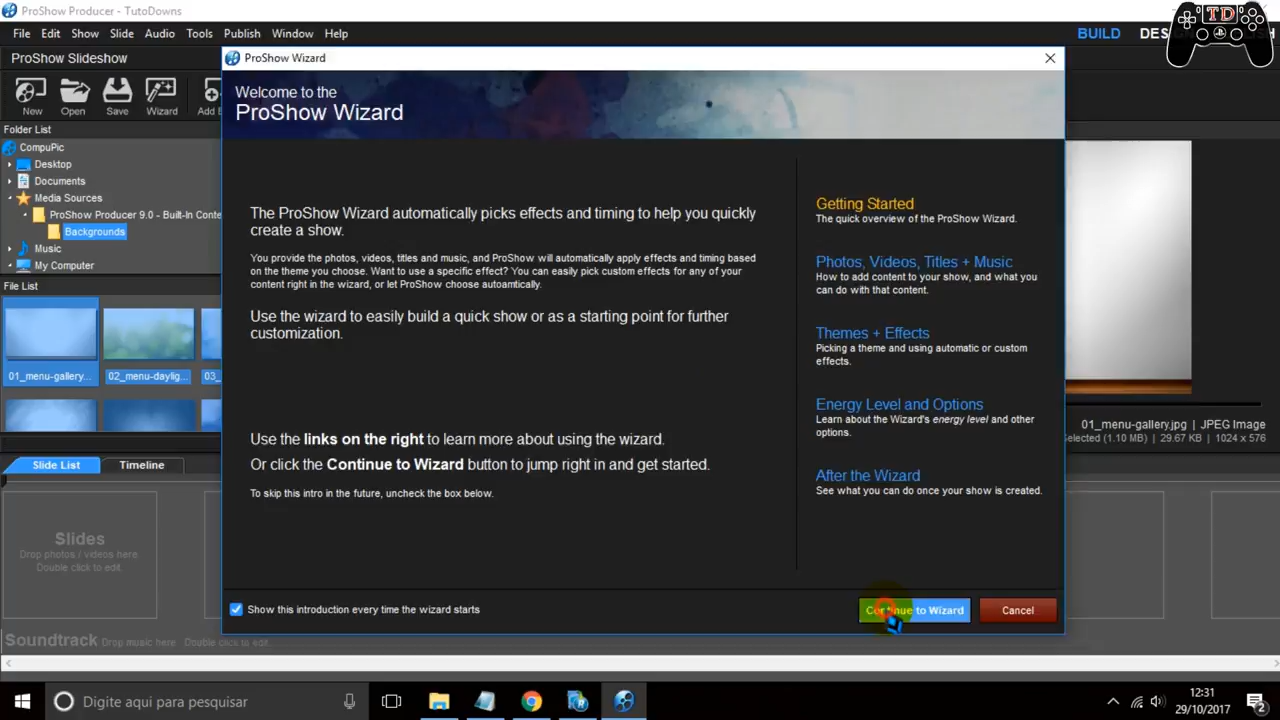 ProShow Producer - TutoDowns
File Edit Show Slide Audio Tools Publish Window Help
BUILD
TD
ProShow Slideshow
New Open Save Wizard Add
Folder List
CompuPic
Desktop
Documents
Media Sources
ProShow Producer 9.0 - Built-In Conte
Backgrounds
Music
My Computer
File List
01_menu-gallery... 02_menu-daylig... 03_
ProShow Wizard
Welcome to the
ProShow Wizard
The ProShow Wizard automatically picks effects and timing to help you quickly
create a show.
You provide the photos, videos, titles and music, and ProShow will automatically apply effects and timing based
on the theme you choose. Want to use a specific effect? You can easily pick custom effects for any of your
content right in the wizard, or let ProShow choose autoamtically.
Use the wizard to easily build a quick show or as a starting point for further
customization.
Use the links on the right to learn more about using the wizard.
Or click the Continue to Wizard button to jump right in and get started.
To skip this intro in the future, uncheck the box below.
Getting Started
The quick overview of the ProShow Wizard.
Photos, Videos, Titles + Music
How to add content to your show, and what you
can do with that content.
Themes + Effects
Picking a theme and using automatic or custom
effects.
Energy Level and Options
Learn about the Wizard's energy level and other
options.
After the Wizard
See what you can do once your show is created.
Show this introduction every time the wizard starts
Continue to Wizard Cancel
01_menu-gallery.jpg | JPEG Image
elected (1.10 MB) | 29.67 KB | 1024 x 576
Slide List Timeline
Slides
Drop photos / videos here.
Double click to edit.
Soundtrack Drop music here. Double click to edit.
Digite aqui para pesquisar
12:31
29/10/2017
2